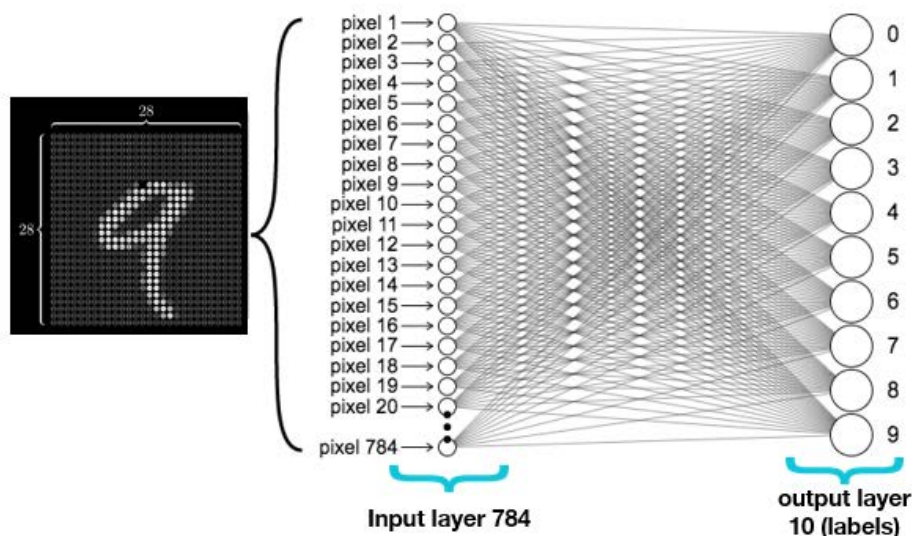 28
28
pixel 1
pixel 2
pixel 3
pixel 4
pixel 5
pixel 6
pixel 7
pixel 8
pixel 9
pixel 10
pixel 11
pixel 12
pixel 13
pixel 14
pixel 15
pixel 16
pixel 17
pixel 18
pixel 19
pixel 20
pixel 784
Input layer 784
0
1
2
3
4
5
6
7
8
9
output layer
10 (labels)